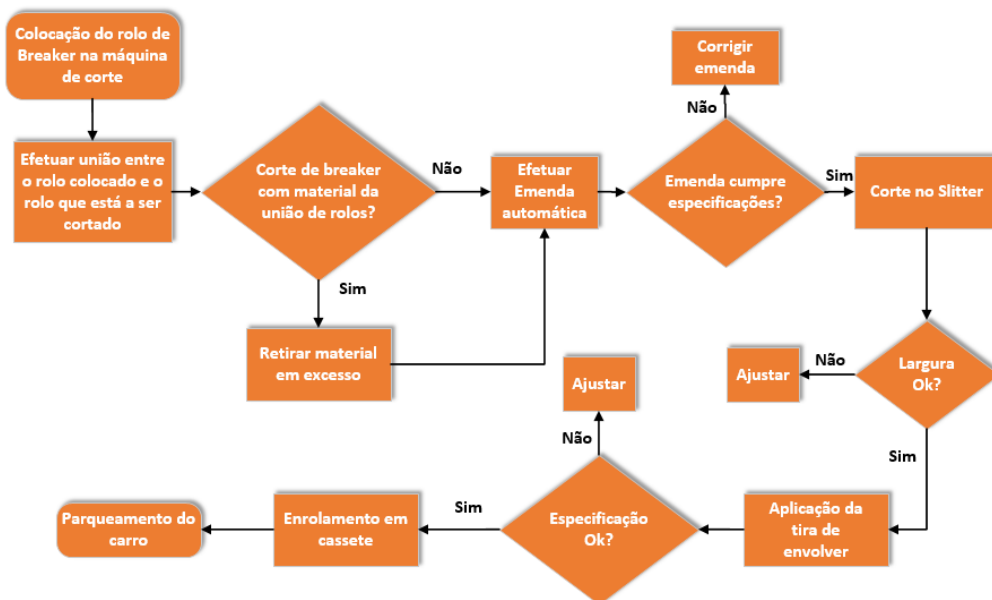 Colocação do rolo de
Breaker na máquina
de corte
Efetuar união entre
o rolo colocado e o
rolo que está a ser
cortado
Corte de breaker
com material da
união de rolos?
Não
Sim
Retirar material
em excesso
Efetuar
Emenda
automática
Emenda cumpre
especificações?
Não
Corrigir
emenda
Sim
Corte no Slitter
Largura
Ok?
Não
Ajustar
Sim
Aplicação da
tira de
envolver
Especificação
Ok?
Não
Ajustar
Sim
Enrolamento em
cassete
Parqueamento do
carro